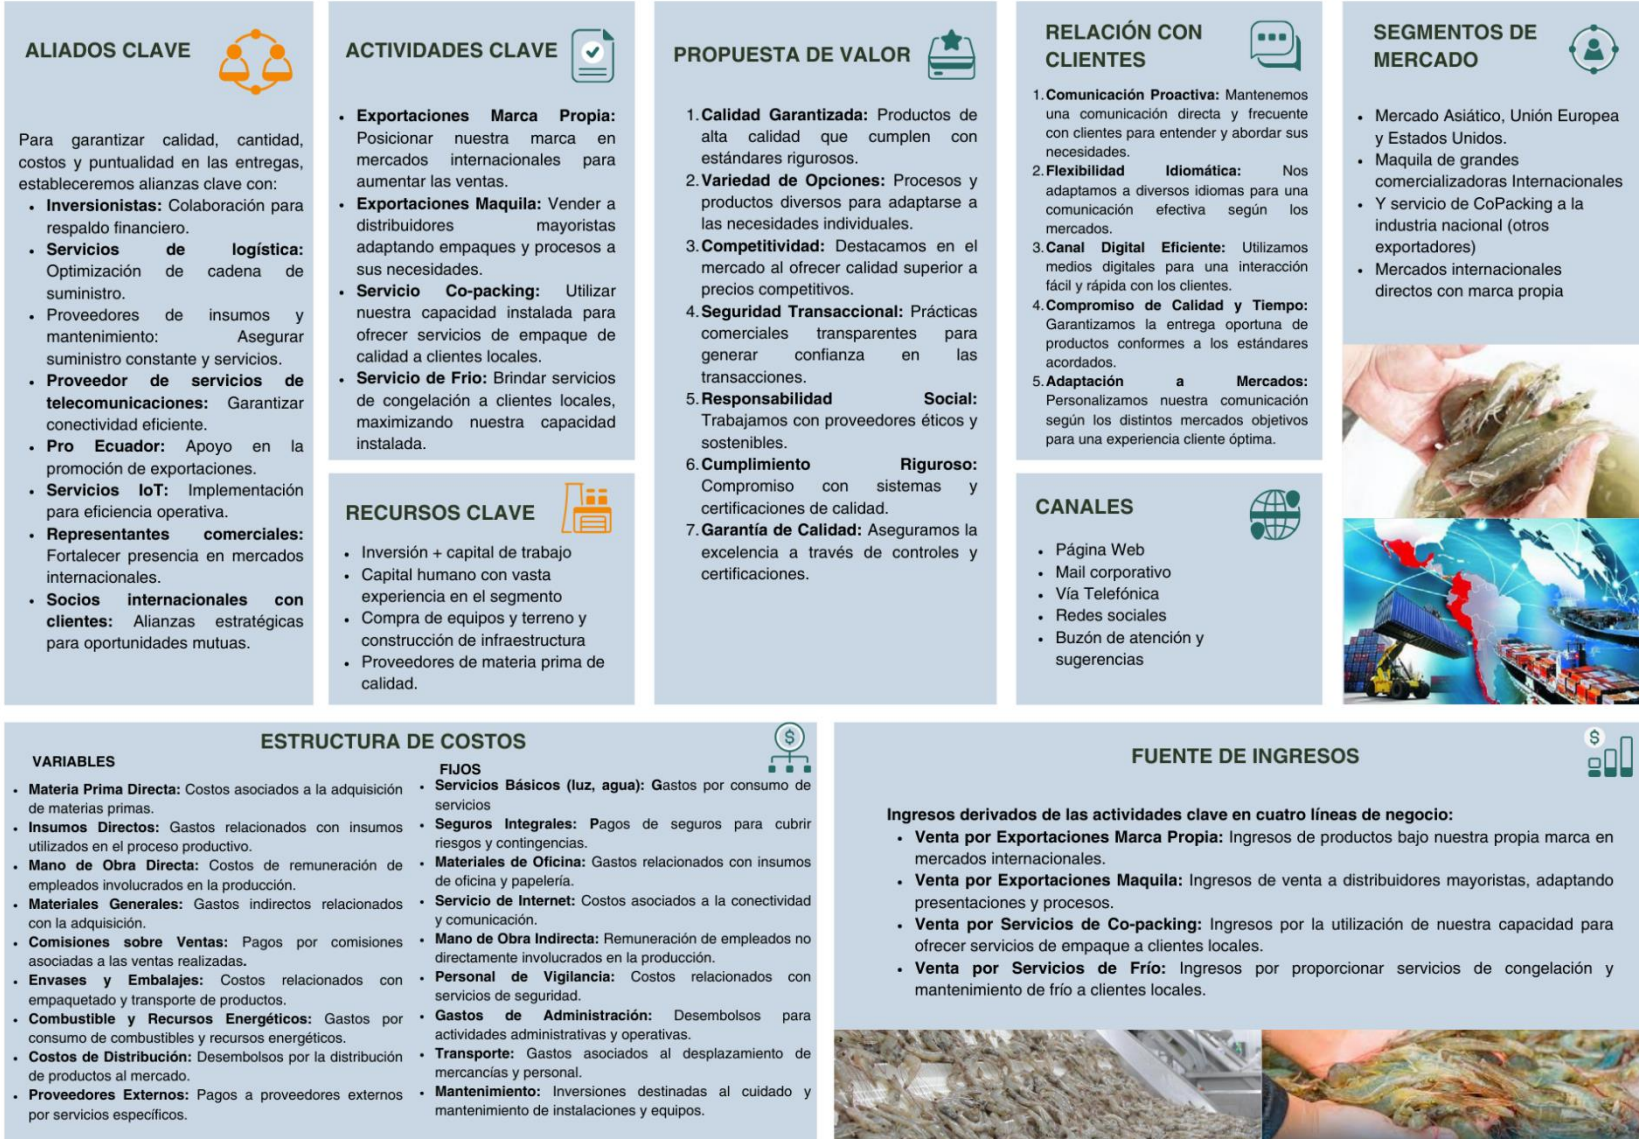 ALIADOS CLAVE
Para garantizar calidad, cantidad,
costos y puntualidad en las entregas,
estableceremos alianzas clave con:
• Inversionistas: Colaboración para
respaldo financiero.
• Servicios de logística:
Optimización de cadena de
suministro.
• Proveedores de insumos y
mantenimiento: Asegurar
suministro constante y servicios.
• Proveedor de servicios de
telecomunicaciones: Garantizar
conectividad eficiente.
• Pro Ecuador: Apoyo en la
promoción de exportaciones.
• Servicios IoT: Implementación
para eficiencia operativa.
• Representantes comerciales:
Fortalecer presencia en mercados
internacionales.
• Socios internacionales con
clientes: Alianzas estratégicas
para oportunidades mutuas.
ACTIVIDADES CLAVE
• Exportaciones Marca Propia:
Posicionar nuestra marca en
mercados internacionales para
aumentar las ventas.
• Exportaciones Maquila: Vender a
distribuidores mayoristas
adaptando empaques y procesos a
sus necesidades.
• Servicio Co-packing: Utilizar
nuestra capacidad instalada para
ofrecer servicios de empaque de
calidad a clientes locales.
• Servicio de Frio: Brindar servicios
de congelación a clientes locales,
maximizando nuestra capacidad
instalada.
RECURSOS CLAVE
• Inversión + capital de trabajo
• Capital humano con vasta
experiencia en el segmento
• Compra de equipos y terreno y
construcción de infraestructura
• Proveedores de materia prima de
calidad.
PROPUESTA DE VALOR
1. Calidad Garantizada: Productos de
alta calidad que cumplen con
estándares rigurosos.
2. Variedad de Opciones: Procesos y
productos diversos para adaptarse a
las necesidades individuales.
3. Competitividad: Destacamos en el
mercado al ofrecer calidad superior a
precios competitivos.
4. Seguridad Transaccional: Prácticas
comerciales transparentes para
generar confianza en las
transacciones.
5. Responsabilidad Social:
Trabajamos con proveedores éticos y
sostenibles.
6. Cumplimiento Riguroso:
Compromiso con sistemas y
certificaciones de calidad.
7. Garantía de Calidad: Aseguramos la
excelencia a través de controles y
certificaciones.
RELACIÓN CON
CLIENTES
1. Comunicación Proactiva: Mantenemos
una comunicación directa y frecuente
con clientes para entender y abordar sus
necesidades.
2. Flexibilidad Idiomática: Nos
adaptamos a diversos idiomas para una
comunicación efectiva según los
mercados.
3. Canal Digital Eficiente: Utilizamos
medios digitales para una interacción
fácil y rápida con los clientes.
4. Compromiso de Calidad y Tiempo:
Garantizamos la entrega oportuna de
productos conformes a los estándares
acordados.
5. Adaptación a Mercados:
Personalizamos nuestra comunicación
según los distintos mercados objetivos
para una experiencia cliente óptima.
CANALES
• Página Web
• Mail corporativo
• Vía Telefónica
• Redes sociales
• Buzón de atención y
sugerencias
SEGMENTOS DE
MERCADO
• Mercado Asiático, Unión Europea
y Estados Unidos.
• Maquila de grandes
comercializadoras Internacionales
• Y servicio de CoPacking a la
industria nacional (otros
exportadores)
• Mercados internacionales
directos con marca propia
ESTRUCTURA DE COSTOS
$
VARIABLES
• Materia Prima Directa: Costos asociados a la adquisición
de materias primas.
• Insumos Directos: Gastos relacionados con insumos
utilizados en el proceso productivo.
• Mano de Obra Directa: Costos de remuneración de
empleados involucrados en la producción.
• Materiales Generales: Gastos indirectos relacionados
con la adquisición.
• Comisiones sobre Ventas: Pagos por comisiones
asociadas a las ventas realizadas.
• Envases y Embalajes: Costos relacionados con
empaquetado y transporte de productos.
• Combustible y Recursos Energéticos: Gastos por
consumo de combustibles y recursos energéticos.
• Costos de Distribución: Desembolsos por la distribución
de productos al mercado.
• Proveedores Externos: Pagos a proveedores externos
por servicios específicos.
FIJOS
• Servicios Básicos (luz, agua): Gastos por consumo de
servicios
• Seguros Integrales: Pagos de seguros para cubrir
riesgos y contingencias.
• Materiales de Oficina: Gastos relacionados con insumos
de oficina y papelería.
• Servicio de Internet: Costos asociados a la conectividad
y comunicación.
• Mano de Obra Indirecta: Remuneración de empleados no
directamente involucrados en la producción.
• Personal de Vigilancia: Costos relacionados con
servicios de seguridad.
• Gastos de Administración: Desembolsos para
actividades administrativas y operativas.
• Transporte: Gastos asociados al desplazamiento de
mercancías y personal.
• Mantenimiento: Inversiones destinadas al cuidado y
mantenimiento de instalaciones y equipos.
FUENTE DE INGRESOS
$
Ingresos derivados de las actividades clave en cuatro líneas de negocio:
• Venta por Exportaciones Marca Propia: Ingresos de productos bajo nuestra propia marca en
mercados internacionales.
• Venta por Exportaciones Maquila: Ingresos de venta a distribuidores mayoristas, adaptando
presentaciones y procesos.
• Venta por Servicios de Co-packing: Ingresos por la utilización de nuestra capacidad para
ofrecer servicios de empaque a clientes locales.
• Venta por Servicios de Frío: Ingresos por proporcionar servicios de congelación y
mantenimiento de frío a clientes locales.